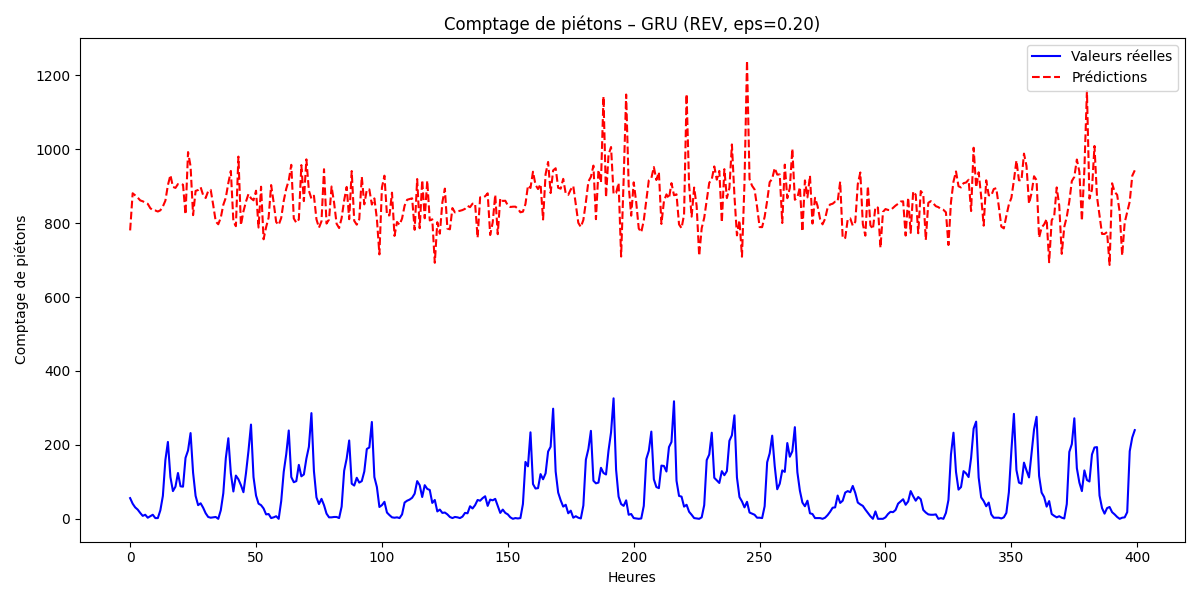 Comptage de piétons – GRU (REV, eps=0.20)
Valeurs réelles
Prédictions
Comptage de piétons
1200
1000
800
600
400
200
0
0 50 100 150 200 250 300 350 400
Heures